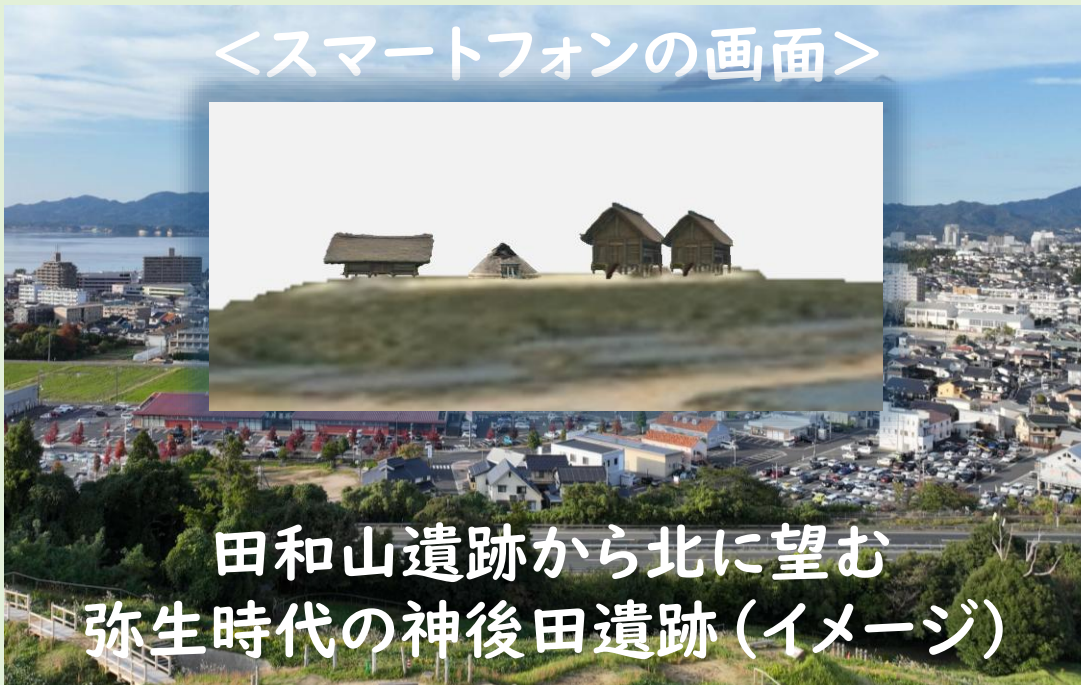 ＜スマートフォンの画面＞
田和山遺跡から北に望む
弥生時代の神後田遺跡（イメージ）